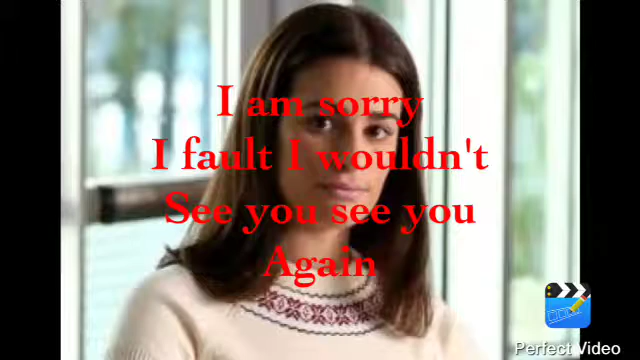 I am sorry
I fault I wouldn't
See you see you
Again
Perfect Video